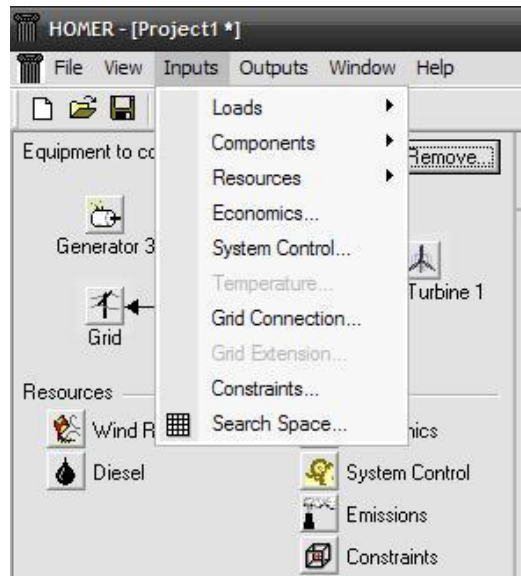 HOMER - [Project1 *]
File View Inputs Outputs Window Help
Loads
Components
Resources
Economics...
System Control...
Temperature...
Grid Connection...
Grid Extension...
Constraints...
Search Space...
Equipment to co
Remove...
Generator 3
Turbine 1
Grid
Resources
Wind R
Diesel
nics
System Control
Emissions
Constraints